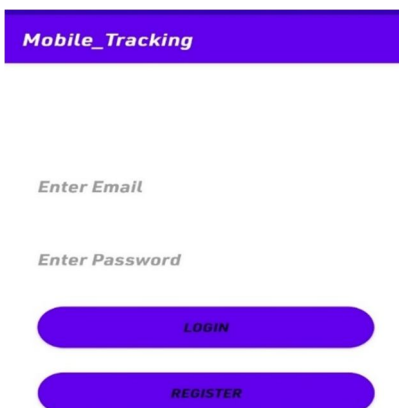 Mobile_Tracking
Enter Email
Enter Password
LOGIN
REGISTER